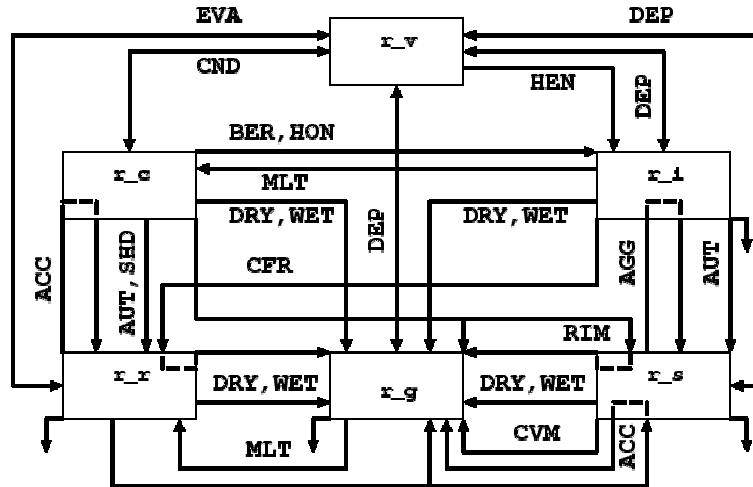 EVA
DEP
r_v
CND
HEN
DEP
BER,HON
r_c
MLT
r_i
DRY,WET
DRY,WET
DEP
ACC
AUT,SHD
CFR
AGG
AUT
RIM
r_r
DRY,WET
r_g
DRY,WET
r_s
MLT
CVM
ACC